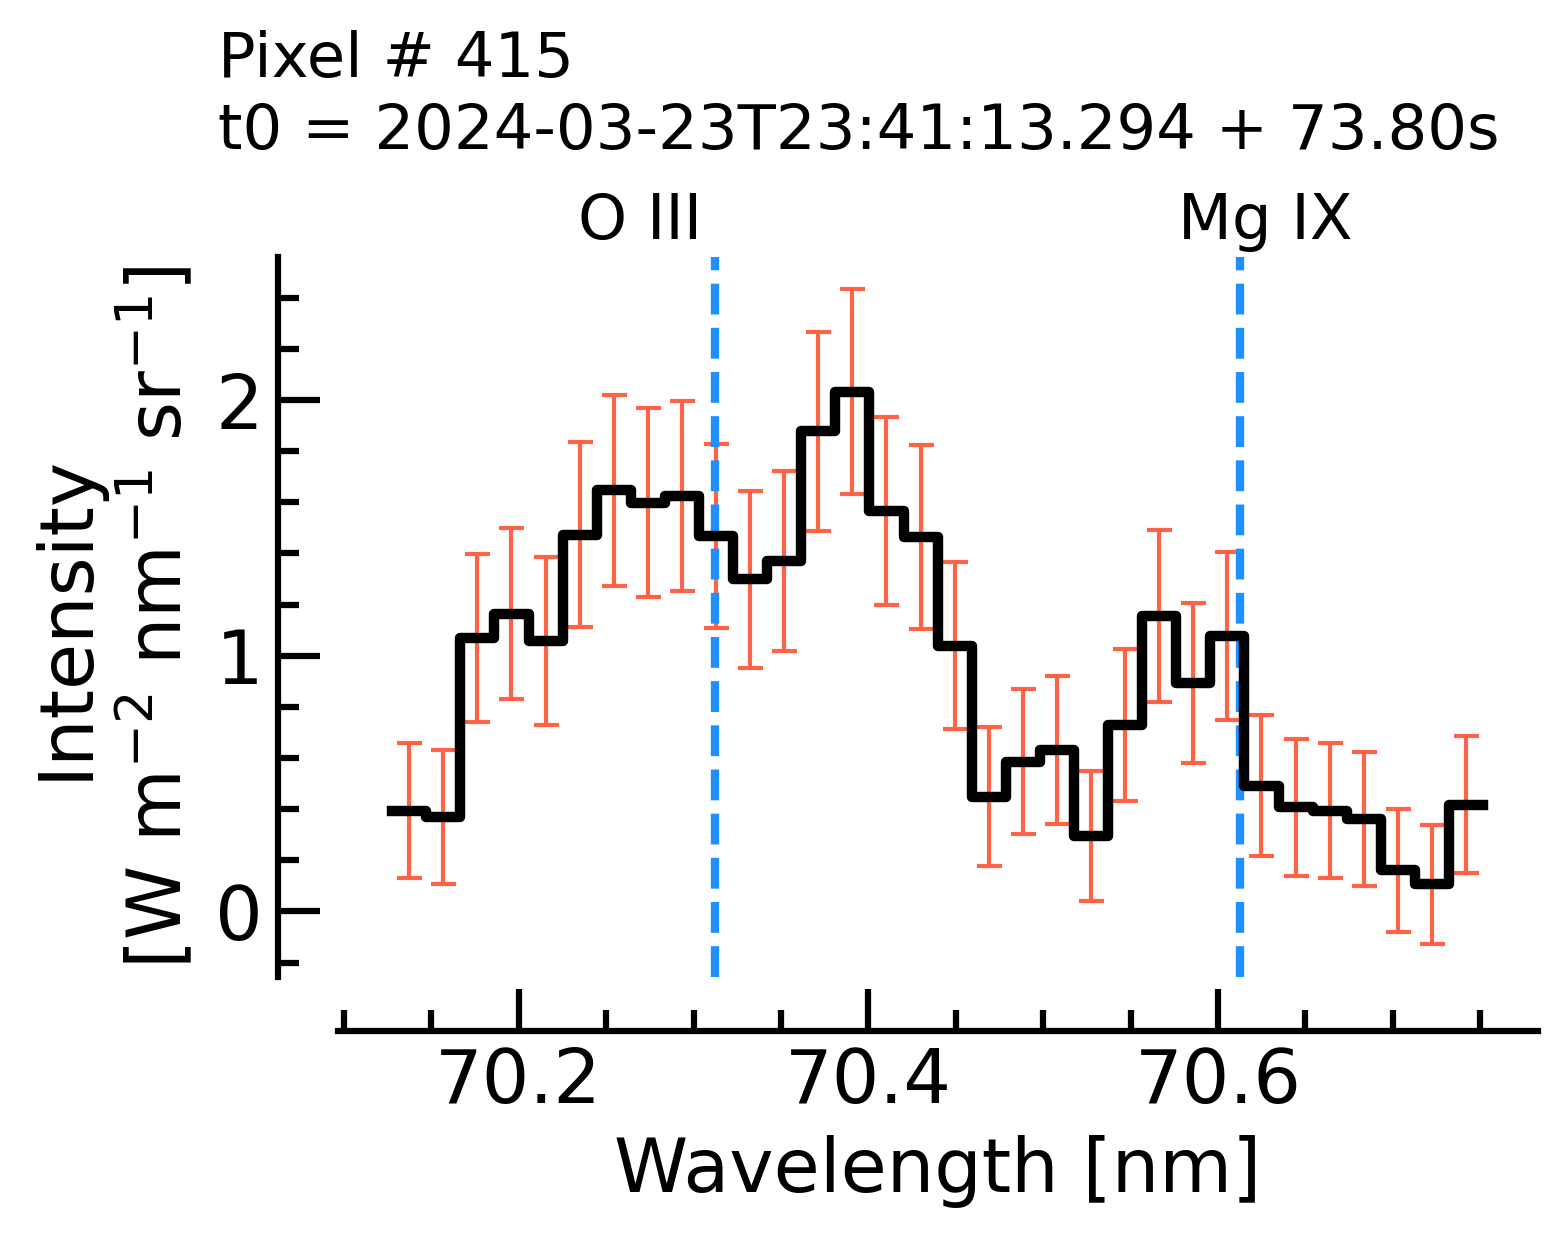 Pixel # 415
t0 = 2024-03-23T23:41:13.294 + 73.80s
O III
Mg IX
Intensity
[W m⁻² nm⁻¹ sr⁻¹]
2
1
0
70.2
70.4
70.6
Wavelength [nm]